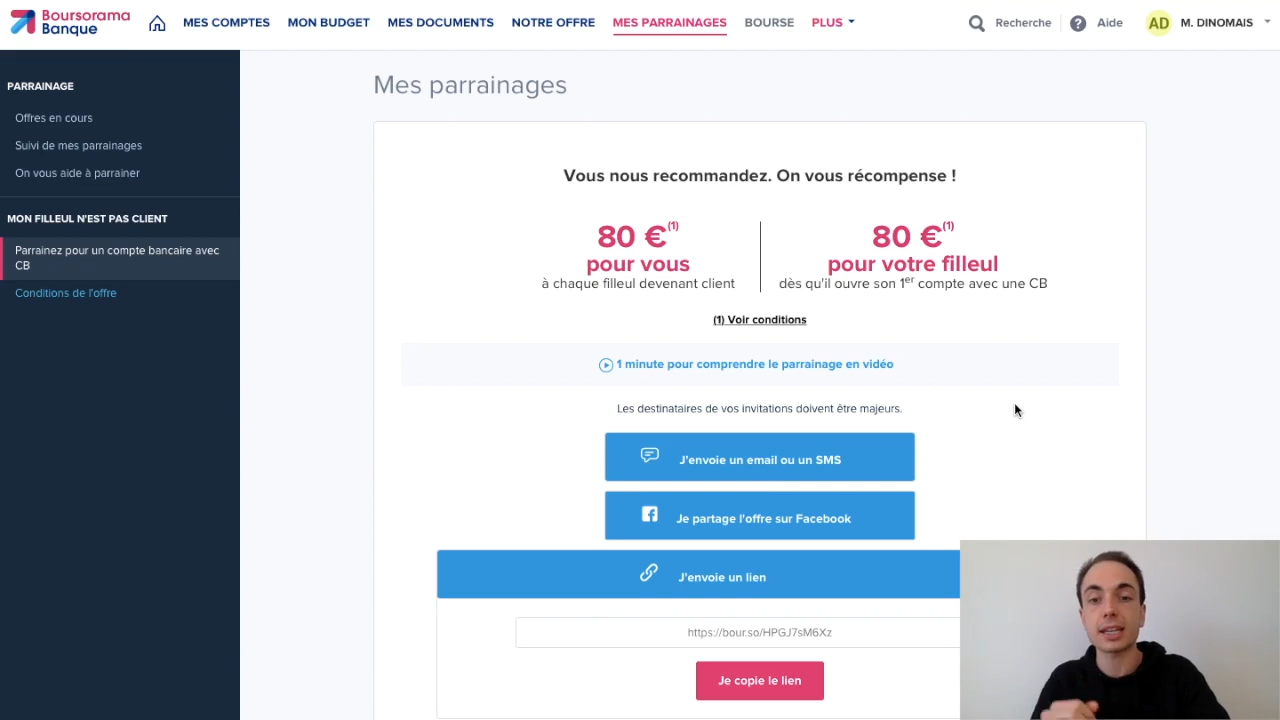 Boursorama
Banque
MES COMPTES
MON BUDGET
MES DOCUMENTS
NOTRE OFFRE
MES PARRAINAGES
BOURSE
PLUS
Recherche
Aide
AD
M. DINOMAIS
PARRAINAGE
Offres en cours
Suivi de mes parrainages
On vous aide à parrainer
MON FILLEUL N'EST PAS CLIENT
Parrainez pour un compte bancaire avec
CB
Conditions de l'offre
Mes parrainages
Vous nous recommandez. On vous récompense !
80 €(1)
pour vous
à chaque filleul devenant client
80 €(1)
pour votre filleul
dès qu'il ouvre son 1er compte avec une CB
(1) Voir conditions
1 minute pour comprendre le parrainage en vidéo
Les destinataires de vos invitations doivent être majeurs.
J'envoie un email ou un SMS
Je partage l'offre sur Facebook
J'envoie un lien
https://bour.so/HPGJ7sM6Xz
Je copie le lien